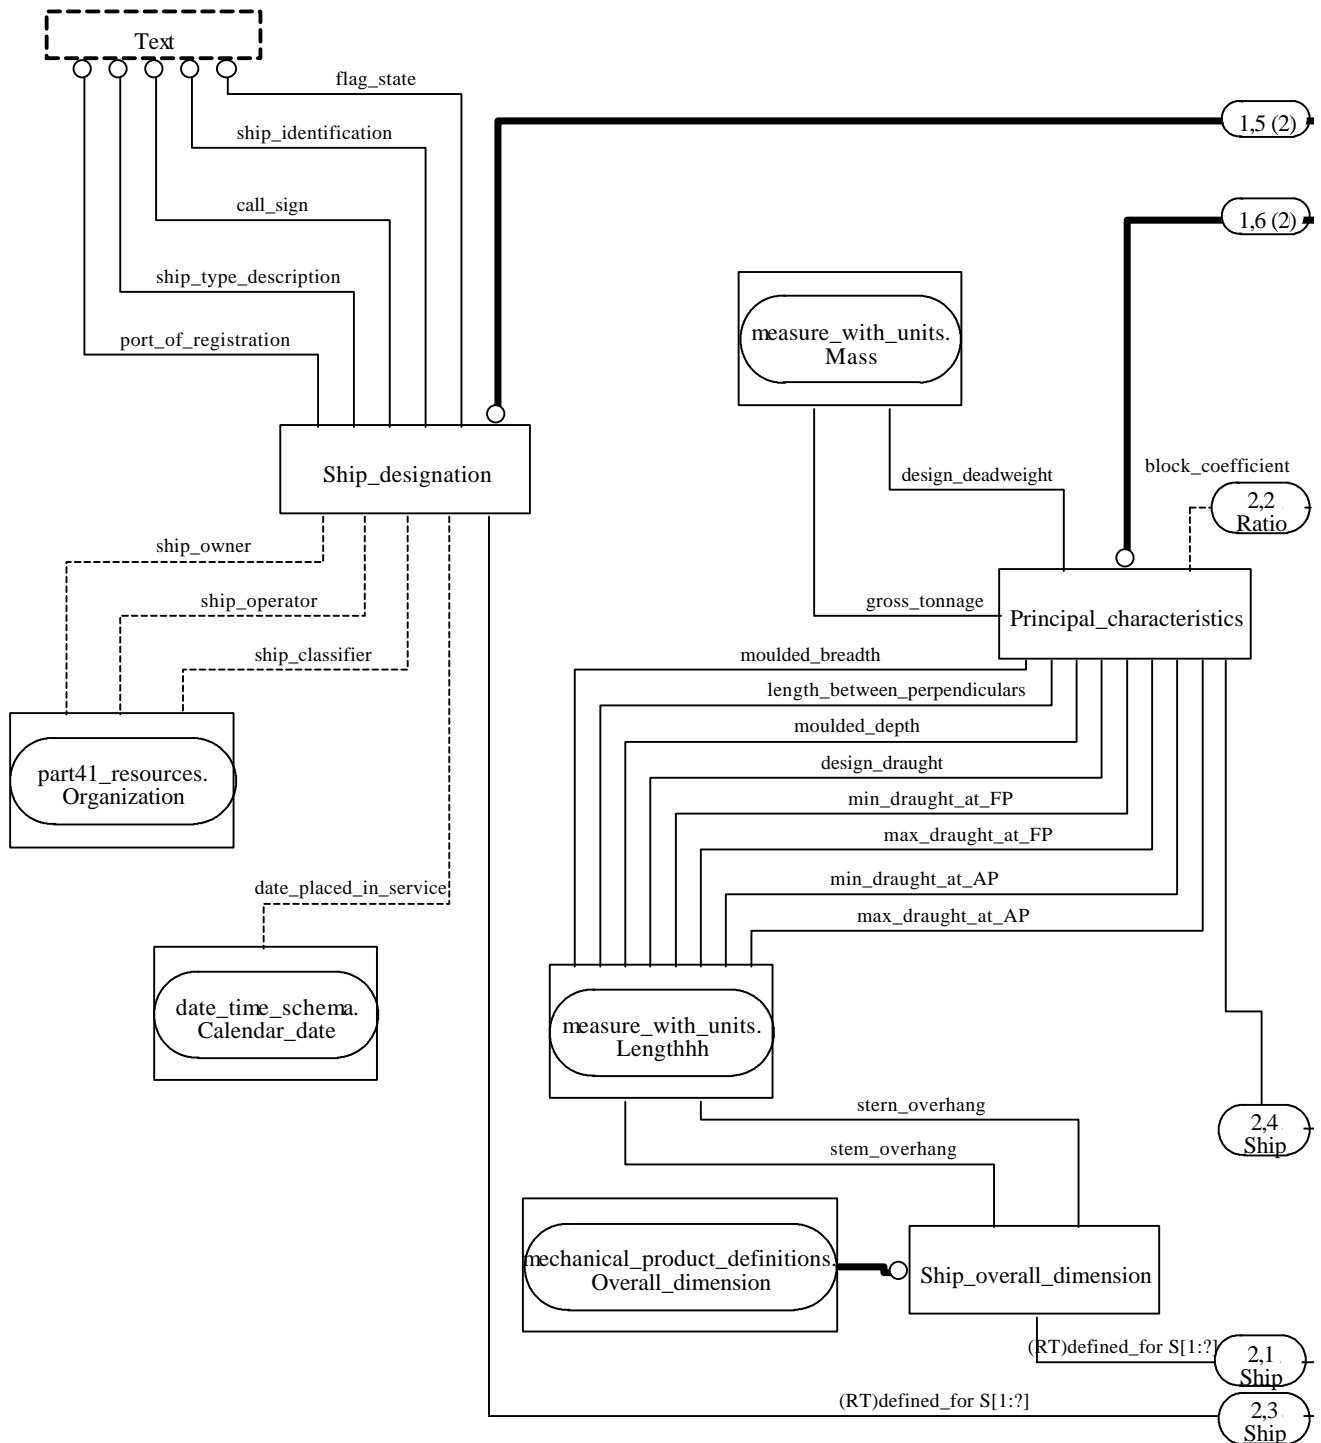 Text
flag_state
1,5 (2)
ship_identification
call_sign
1,6 (2)
ship_type_description
port_of_registration
measure_with_units.
Mass
Ship_designation
design_deadweight
block_coefficient
2,2
Ratio
ship_owner
ship_operator
gross_tonnage
Principal_characteristics
ship_classifier
moulded_breadth
length_between_perpendiculars
moulded_depth
design_draught
part41_resources.
Organization
min_draught_at_FP
max_draught_at_FP
date_placed_in_service
min_draught_at_AP
max_draught_at_AP
date_time_schema.
Calendar_date
measure_with_units.
Lengthhh
stern_overhang
2,4
Ship
stem_overhang
mechanical_product_definitions.
Overall_dimension
Ship_overall_dimension
(RT)defined_for S[1:?]
2,1
Ship
(RT)defined_for S[1:?]
2,3
Ship